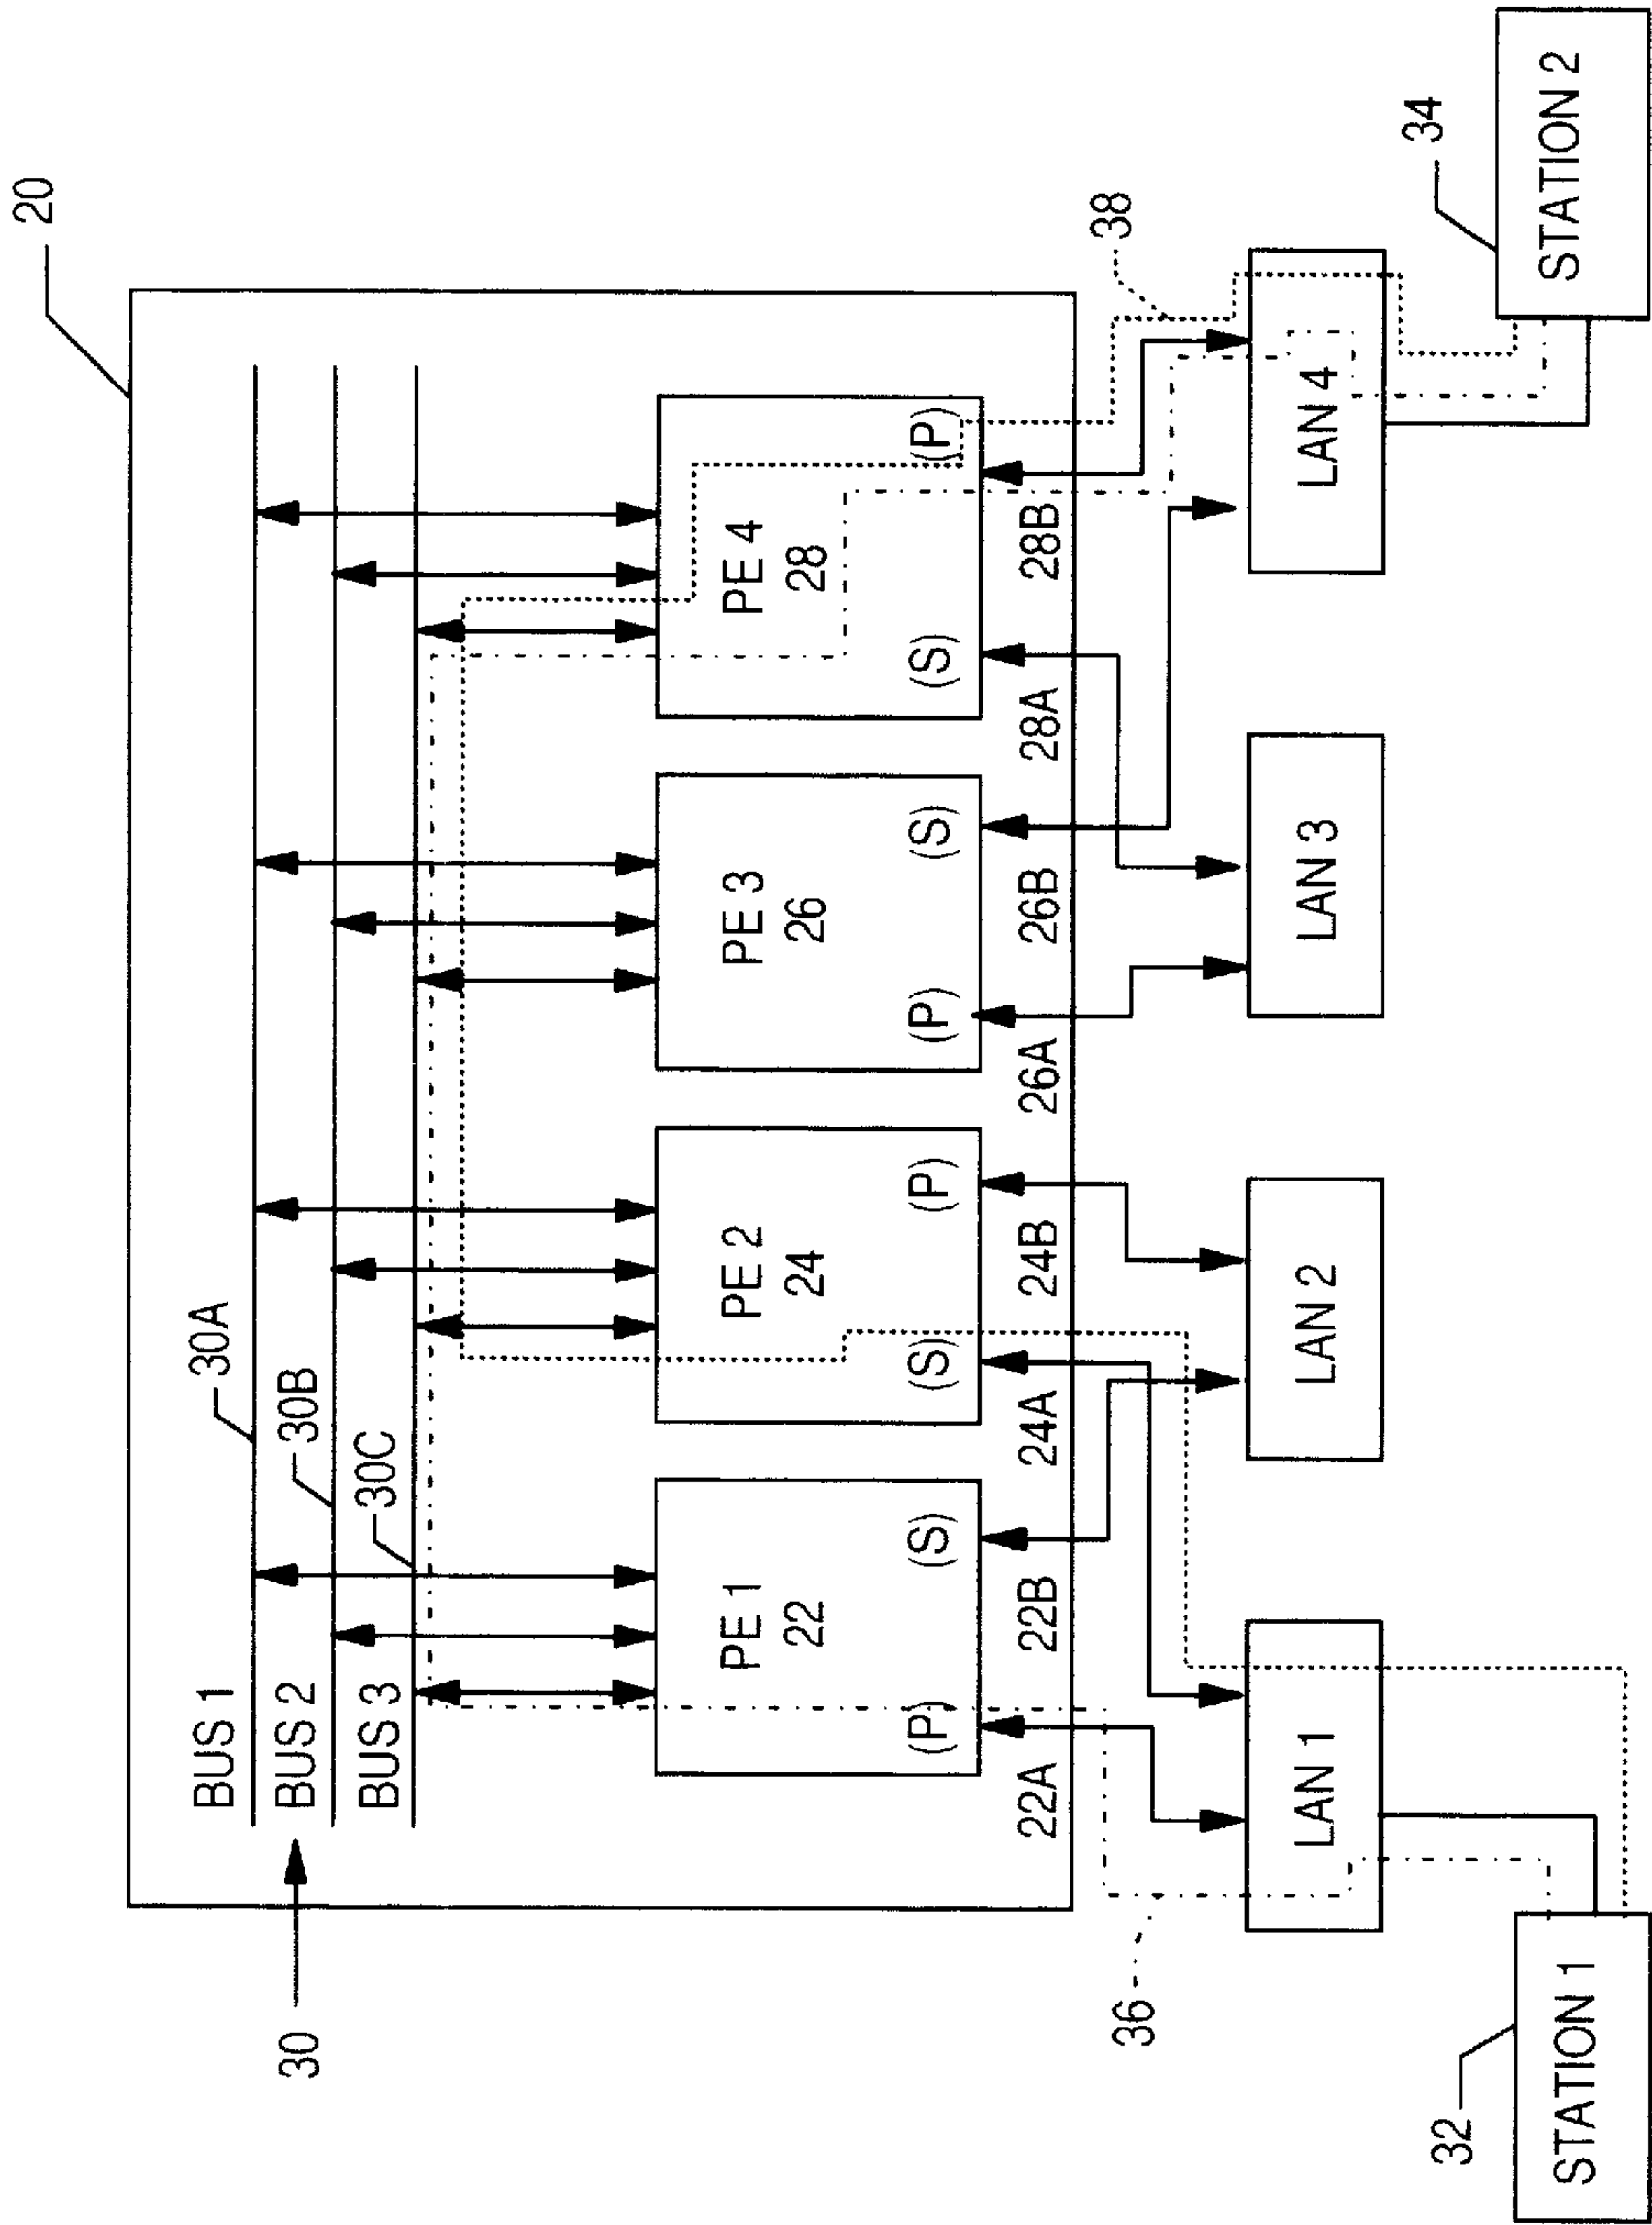 20
BUS 1
30A
BUS 2
30B
BUS 3
30C
30
PE 1
22
(P)
(S)
PE 2
24
(S)
(P)
PE 3
26
(P)
(S)
PE 4
28
(S)
(P)
22A
22B
24A
24B
26A
26B
28A
28B
36
38
LAN 1
LAN 2
LAN 3
LAN 4
32
34
STATION 1
STATION 2